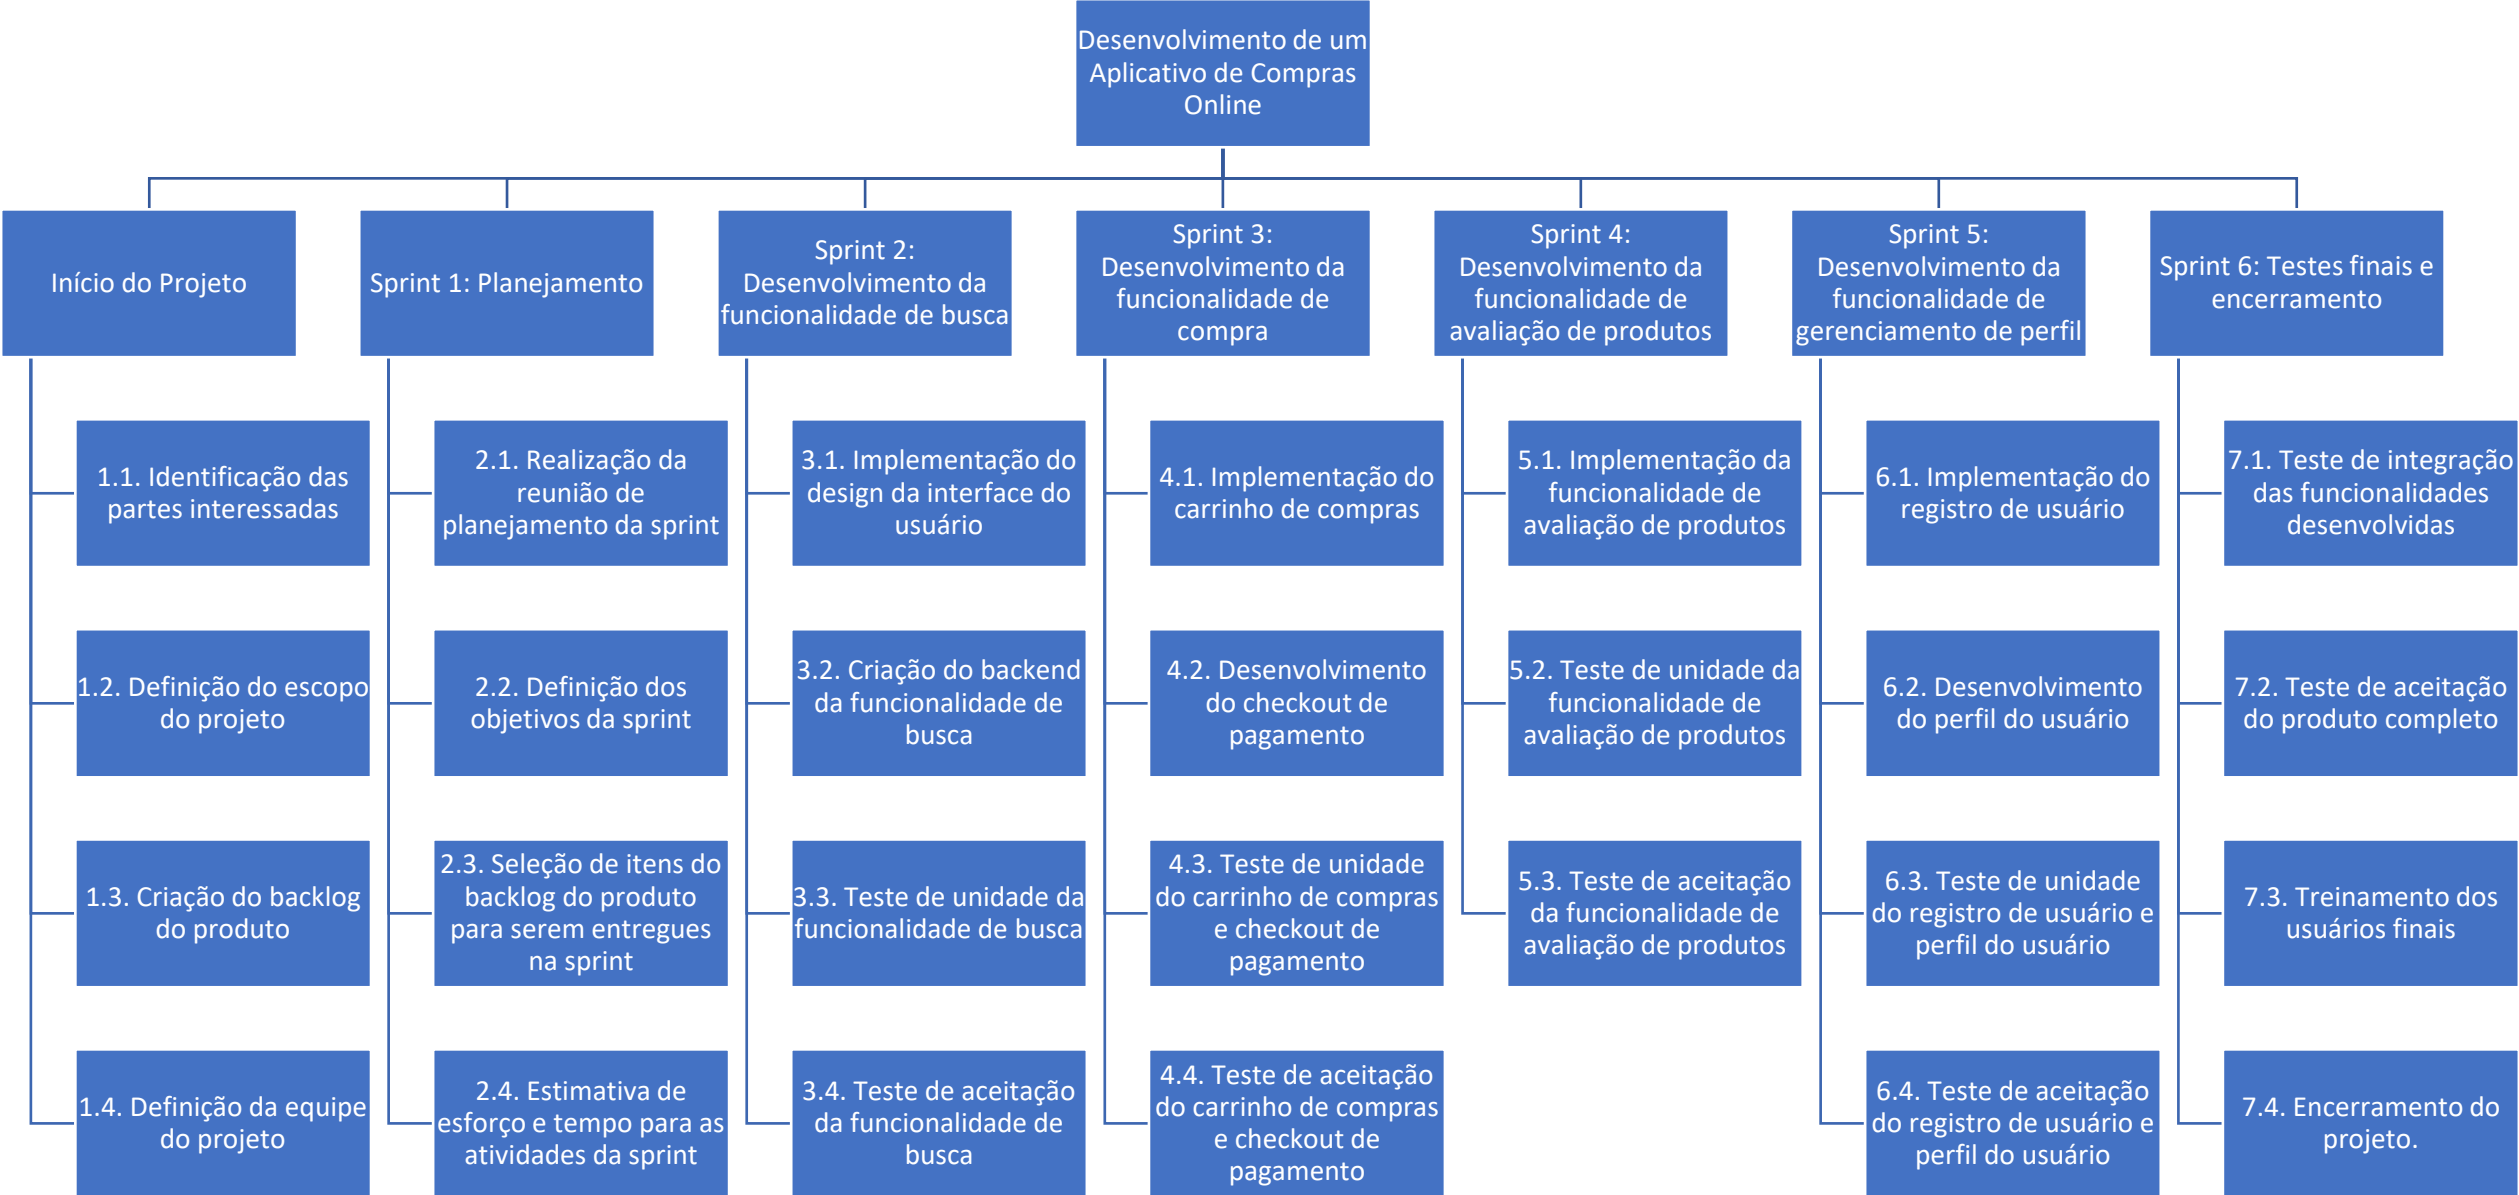 Desenvolvimento de um
Aplicativo de Compras
Online
Início do Projeto
1.1. Identificação das
partes interessadas
1.2. Definição do escopo
do projeto
1.3. Criação do backlog
do produto
1.4. Definição da equipe
do projeto
Sprint 1: Planejamento
2.1. Realização da
reunião de
planejamento da sprint
2.2. Definição dos
objetivos da sprint
2.3. Seleção de itens do
backlog do produto
para serem entregues
na sprint
2.4. Estimativa de
esforço e tempo para as
atividades da sprint
Sprint 2:
Desenvolvimento da
funcionalidade de busca
3.1. Implementação do
design da interface do
usuário
3.2. Criação do backend
da funcionalidade de
busca
3.3. Teste de unidade da
funcionalidade de busca
3.4. Teste de aceitação
da funcionalidade de
busca
Sprint 3:
Desenvolvimento da
funcionalidade de
compra
4.1. Implementação do
carrinho de compras
4.2. Desenvolvimento
do checkout de
pagamento
4.3. Teste de unidade
do carrinho de compras
e checkout de
pagamento
4.4. Teste de aceitação
do carrinho de compras
e checkout de
pagamento
Sprint 4:
Desenvolvimento da
funcionalidade de
avaliação de produtos
5.1. Implementação da
funcionalidade de
avaliação de produtos
5.2. Teste de unidade da
funcionalidade de
avaliação de produtos
5.3. Teste de aceitação
da funcionalidade de
avaliação de produtos
Sprint 5:
Desenvolvimento da
funcionalidade de
gerenciamento de perfil
6.1. Implementação do
registro de usuário
6.2. Desenvolvimento
do perfil do usuário
6.3. Teste de unidade
do registro de usuário e
perfil do usuário
6.4. Teste de aceitação
do registro de usuário e
perfil do usuário
Sprint 6: Testes finais e
encerramento
7.1. Teste de integração
das funcionalidades
desenvolvidas
7.2. Teste de aceitação
do produto completo
7.3. Treinamento dos
usuários finais
7.4. Encerramento do
projeto.